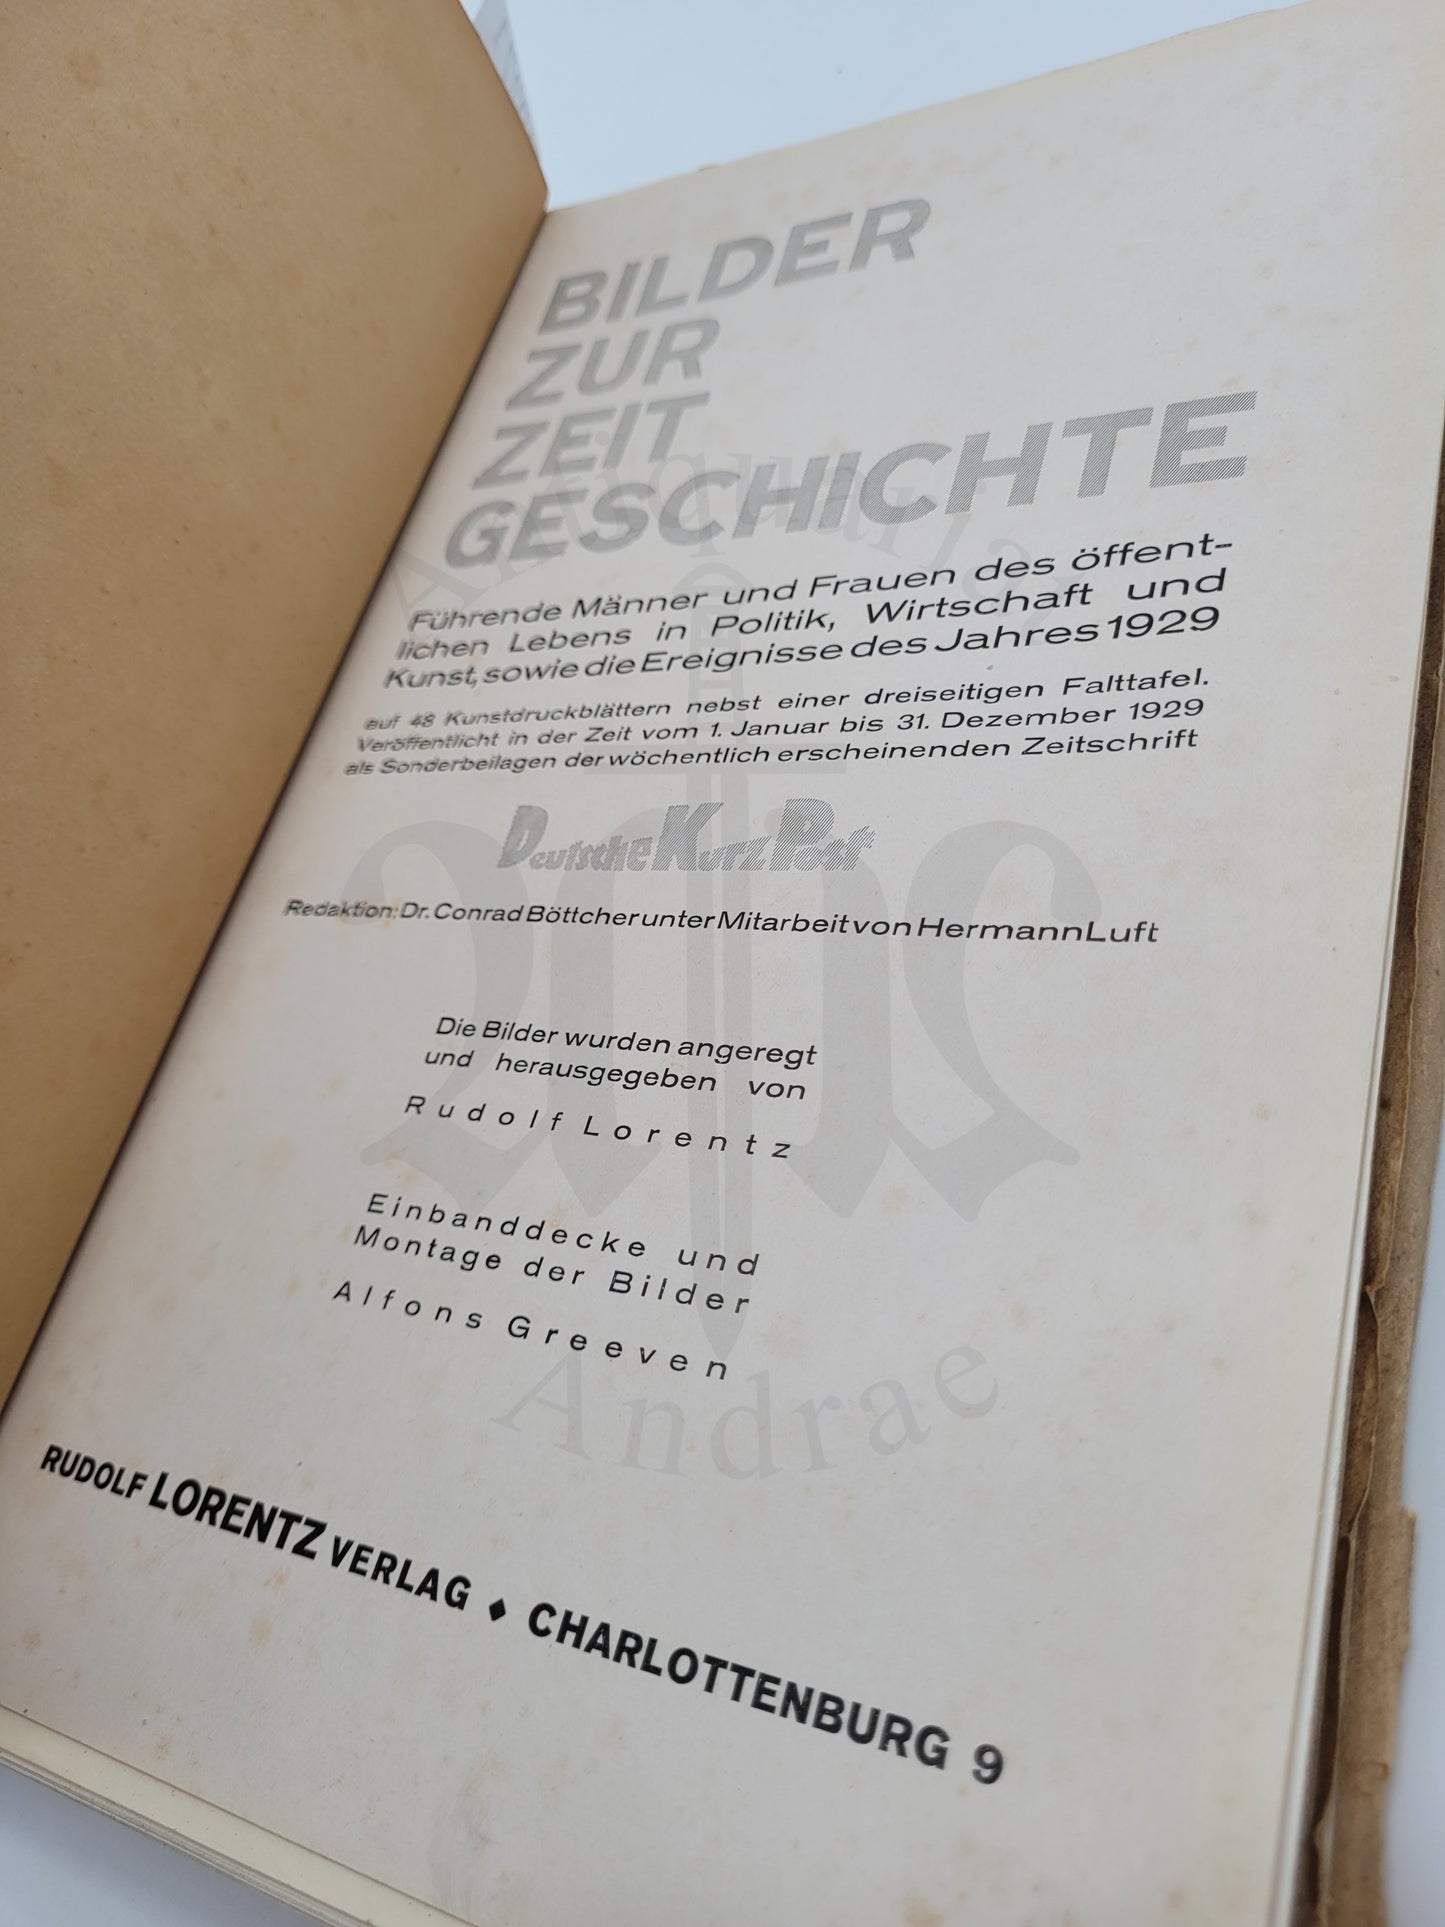 BILDER
ZUR
ZEIT
GESCHICHTE
Führende Männer und Frauen des öffent-
lichen Lebens in Politik, Wirtschaft und
Kunst, sowie die Ereignisse des Jahres 1929
auf 48 Kunstdruckblättern nebst einer dreiseitigen Falttafel.
Veröffentlicht in der Zeit vom 1. Januar bis 31. Dezember 1929
als Sonderbeilagen der wöchentlich erscheinenden Zeitschrift
Deutsche Kurz Post
Redaktion: Dr. Conrad Böttcher unter Mitarbeit von Hermann Luft
Die Bilder wurden angeregt
und herausgegeben von
Rudolf Lorentz
Einbanddecke und
Montage der Bilder
Alfons Greeven
Andrae
RUDOLF LORENTZ VERLAG ♦ CHARLOTTENBURG 9